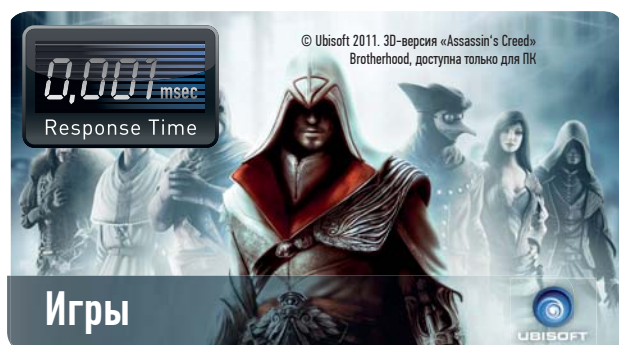 0,001 msec
Response Time
© Ubisoft 2011. 3D-версия «Assassin's Creed»
Brotherhood, доступна только для ПК
Игры
UBISOFT